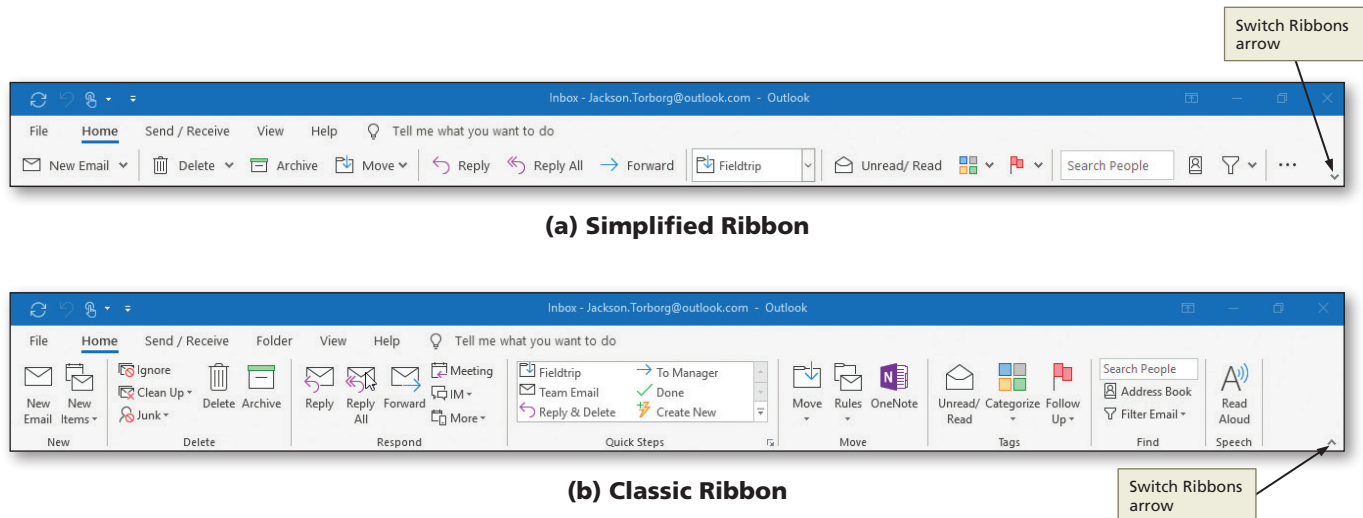 Switch Ribbons
arrow
Inbox - Jackson.Torborg@outlook.com - Outlook
File Home Send / Receive View Help Tell me what you want to do
New Email Delete Archive Move Reply Reply All Forward Fieldtrip Unread/ Read Search People ...
(a) Simplified Ribbon
Inbox - Jackson.Torborg@outlook.com - Outlook
File Home Send / Receive Folder View Help Tell me what you want to do
New
Email
New
Items
New
Ignore
Clean Up
Junk
Delete
Archive
Delete
Reply
Reply
All
Forward
Meeting
IM
More
Respond
Fieldtrip To Manager
Team Email Done
Reply & Delete Create New
Quick Steps
Move
Rules
N
OneNote
Move
Unread/
Read
Categorize
Follow
Up
Tags
Search People
Address Book
Filter Email
Find
A
Read
Aloud
Speech
(b) Classic Ribbon
Switch Ribbons
arrow